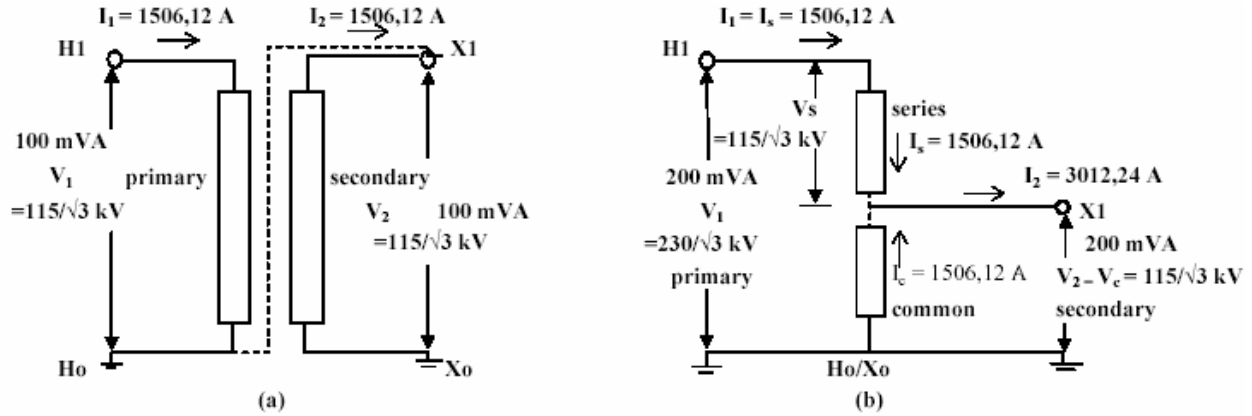 I₁ = 1506,12 A
I₂ = 1506,12 A
H1
X1
100 mVA
V₁
=115/√3 kV
primary
secondary
V₂
=115/√3 kV
100 mVA
Ho
Xo
(a)
I₁ = Iₛ = 1506,12 A
H1
Vs
=115/√3 kV
series
Iₛ = 1506,12 A
200 mVA
V₁
=230/√3 kV
primary
I₂ = 3012,24 A
X1
200 mVA
V₂ – V_c = 115/√3 kV
secondary
I_c = 1506,12 A
common
Ho/Xo
(b)